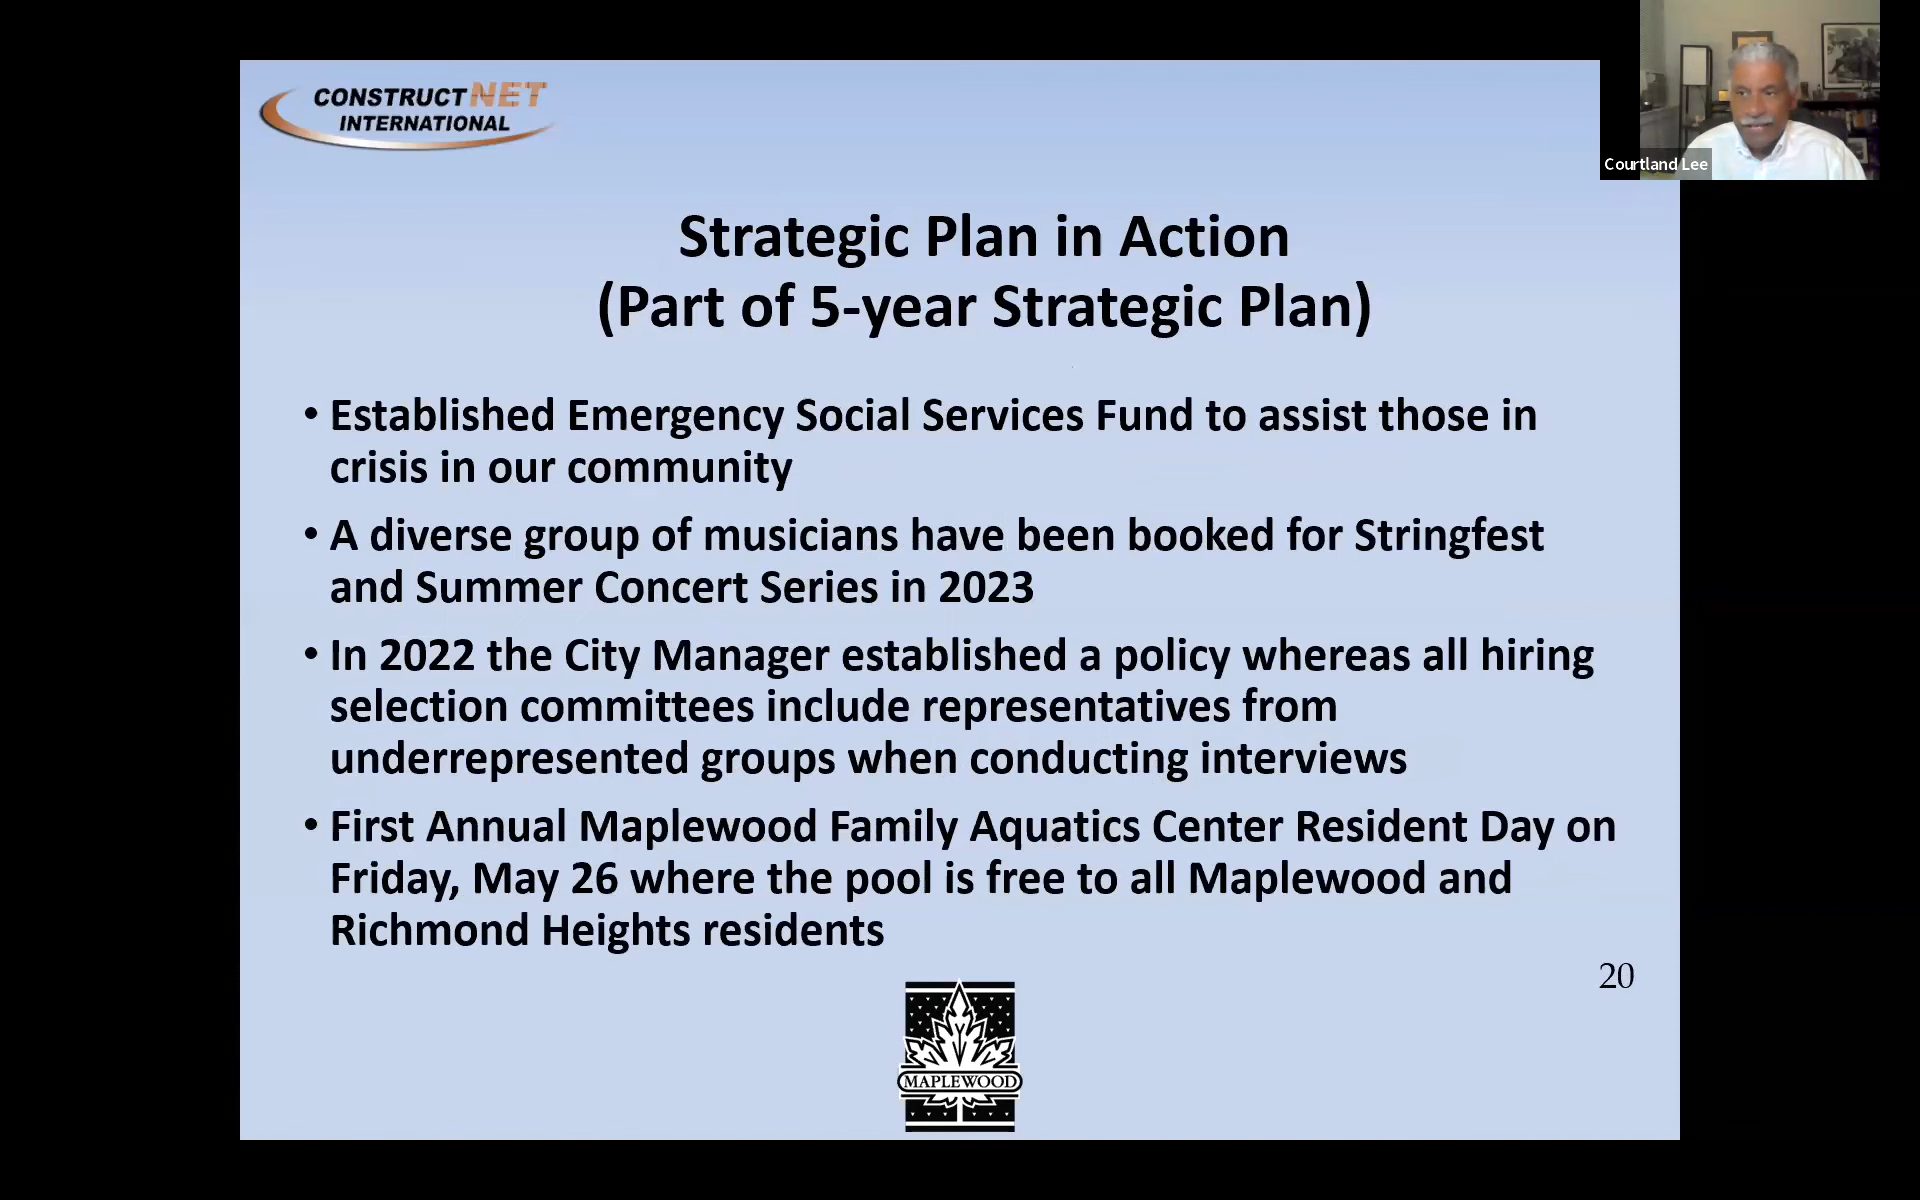 CONSTRUCTNET
INTERNATIONAL
Courtland Lee
Strategic Plan in Action
(Part of 5-year Strategic Plan)
• Established Emergency Social Services Fund to assist those in
crisis in our community
• A diverse group of musicians have been booked for Stringfest
and Summer Concert Series in 2023
• In 2022 the City Manager established a policy whereas all hiring
selection committees include representatives from
underrepresented groups when conducting interviews
• First Annual Maplewood Family Aquatics Center Resident Day on
Friday, May 26 where the pool is free to all Maplewood and
Richmond Heights residents
20
MAPLEWOOD